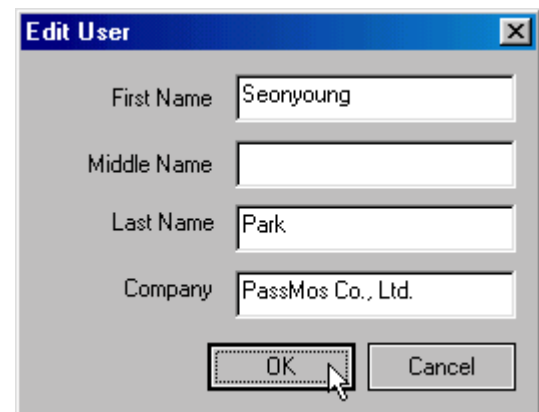 Edit User
First Name Seonyoung
Middle Name
Last Name Park
Company PassMos Co., Ltd.
OK Cancel